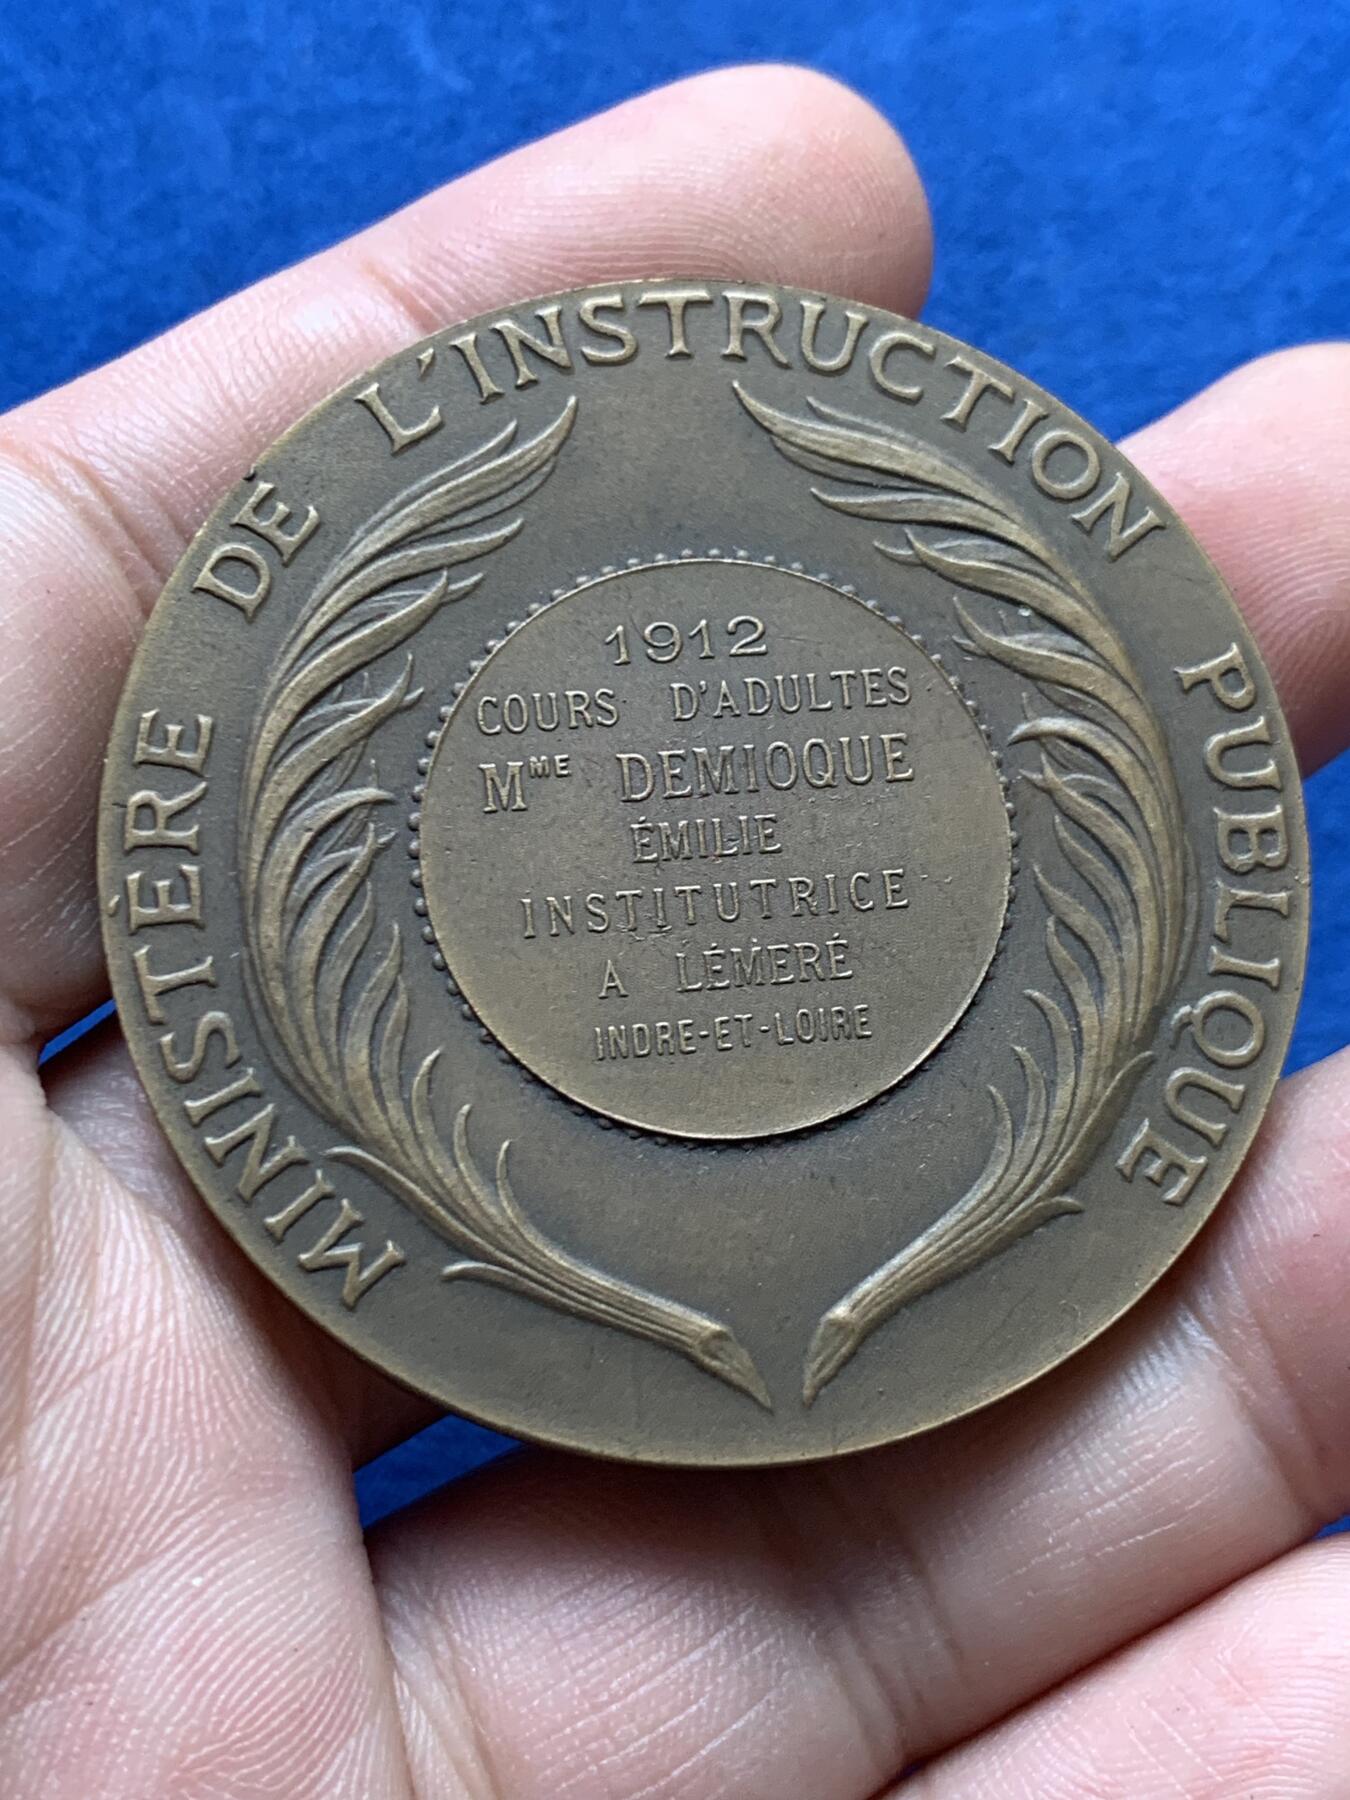 MINISTÈRE DE L'INSTRUCTION PUBLIQUE
1912
COURS D'ADULTES
MME DEMIOQUE
ÉMILIE
INSTITUTRICE
A LÉMERÉ
INDRE-ET-LOIRE